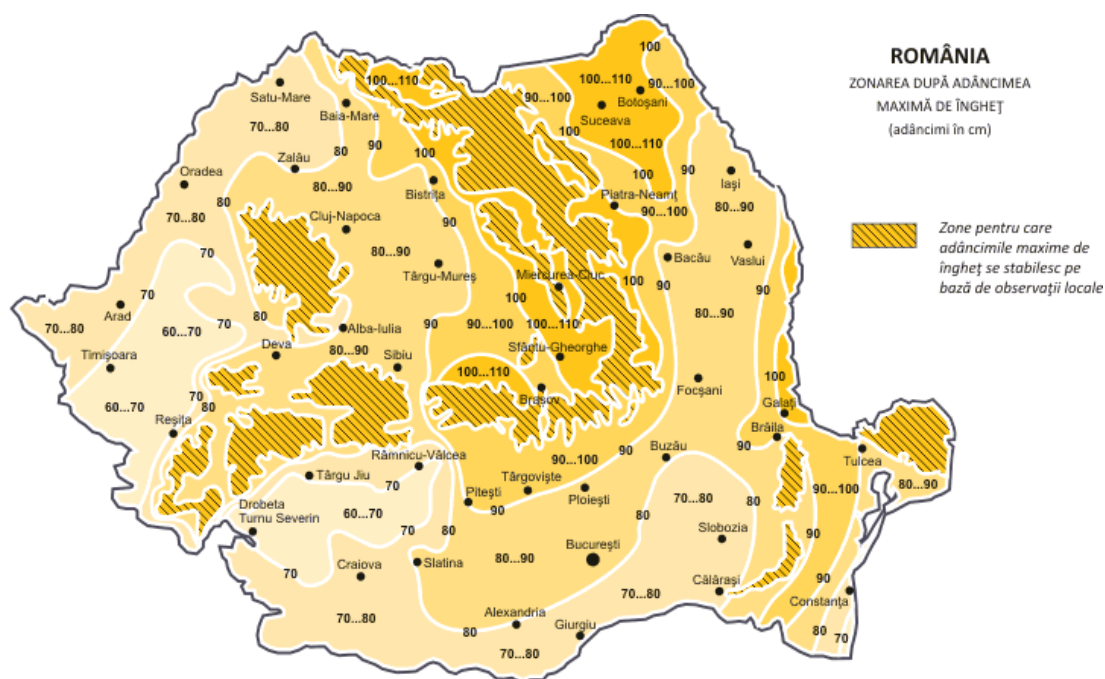 ROMÂNIA
ZONAREA DUPĂ ADÂNCIMEA
MAXIMĂ DE ÎNGHEŢ
(adâncimi în cm)
Zone pentru care
adâncimile maxime de
îngheţ se stabilesc pe
bază de observaţii locale
100
100...110
100...110
90...100
Satu-Mare
Botoşani
90...100
Baia-Mare
Suceava
70...80
100
80
90
100
100...110
Zalău
Oradea
100
90
Iaşi
80...90
Bistriţa
Piatra-Neamţ
80
80...90
70...80
90...100
Cluj-Napoca
90
70
80...90
Bacău
Vaslui
Târgu-Mureş
Miercurea-Ciuc
90
90
70
100
100
Arad
70...80
60...70
70
80
Alba-Iulia
90
90...100
100...110
80...90
Timişoara
Deva
80...90
Sibiu
Sfântu-Gheorghe
100...110
100
70
Focşani
60...70
80
Braşov
Galaţi
Reşiţa
Brăila
90
90
Buzău
Râmnicu-Vâlcea
90...100
Tulcea
Târgu Jiu
70
Târgovişte
80...90
Piteşti
Ploieşti
70...80
80
90...100
Drobeta
Turnu Severin
60...70
90
70
80
80
Slobozia
90
Bucureşti
80...90
Craiova
Slatina
70
Călăraşi
90
70...80
Constanţa
70...80
Alexandria
80
Giurgiu
80
70
70...80